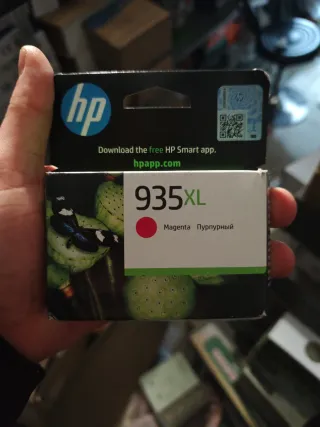 hp
Download the free HP Smart app.
hpapp.com
935XL
Magenta Пурпурный